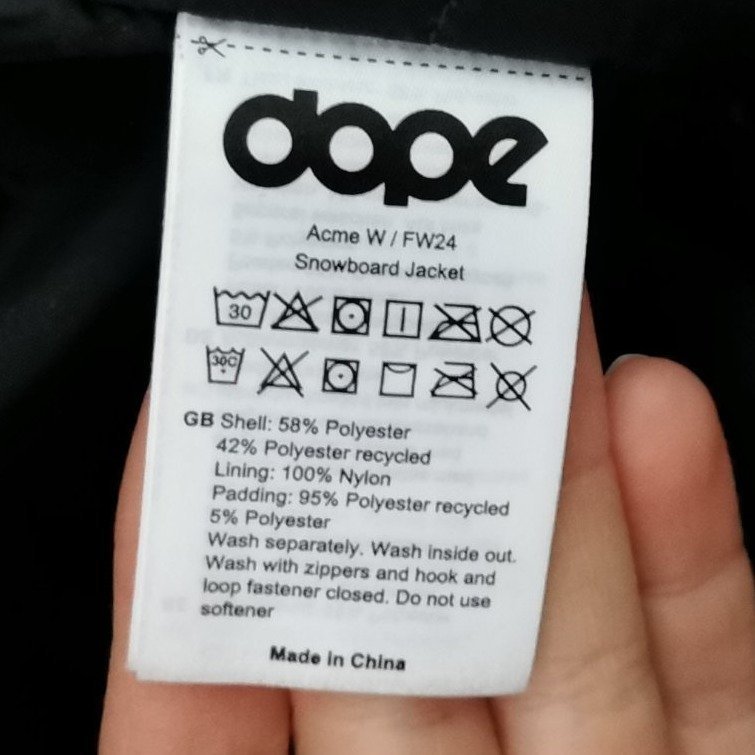 dope
Acme W / FW24
Snowboard Jacket
30
30C
GB Shell: 58% Polyester
42% Polyester recycled
Lining: 100% Nylon
Padding: 95% Polyester recycled
5% Polyester
Wash separately. Wash inside out.
Wash with zippers and hook and
loop fastener closed. Do not use
softener
Made in China